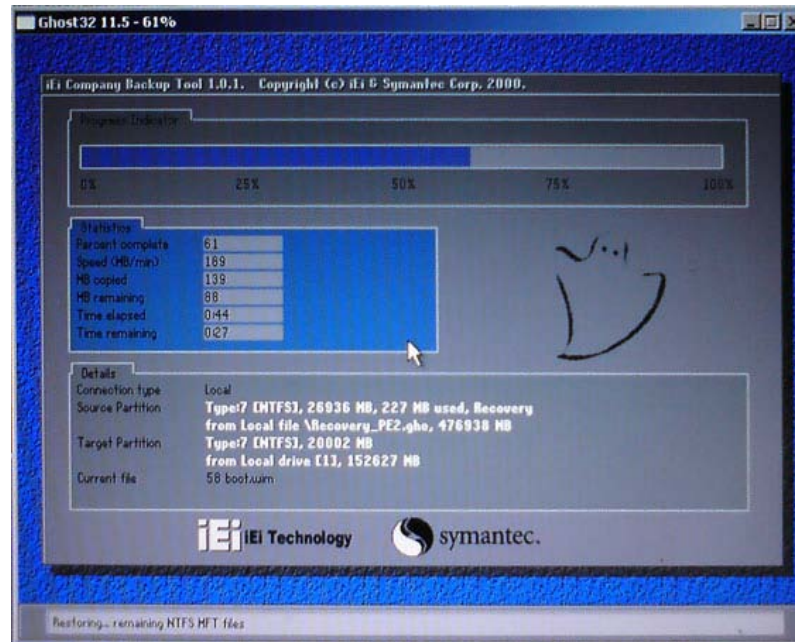 Ghost32 11.5 - 61%
iEi Company Backup Tool 1.0.1. Copyright (c) iEi & Symantec Corp. 2000.
Progress Indicator
0% 25% 50% 75% 100%
Statistics
Percent complete 61
Speed (MB/min) 189
MB copied 139
MB remaining 88
Time elapsed 0:44
Time remaining 0:27
Details
Connection type Local
Source Partition Type:7 [NTFS], 26936 MB, 227 MB used, Recovery
from Local file \Recovery_PE2.gho, 476938 MB
Target Partition Type:7 [NTFS], 20002 MB
from Local drive [1], 152627 MB
Current file 58 boot.wim
iEi iEi Technology symantec.
Restoring... remaining NTFS MFT files